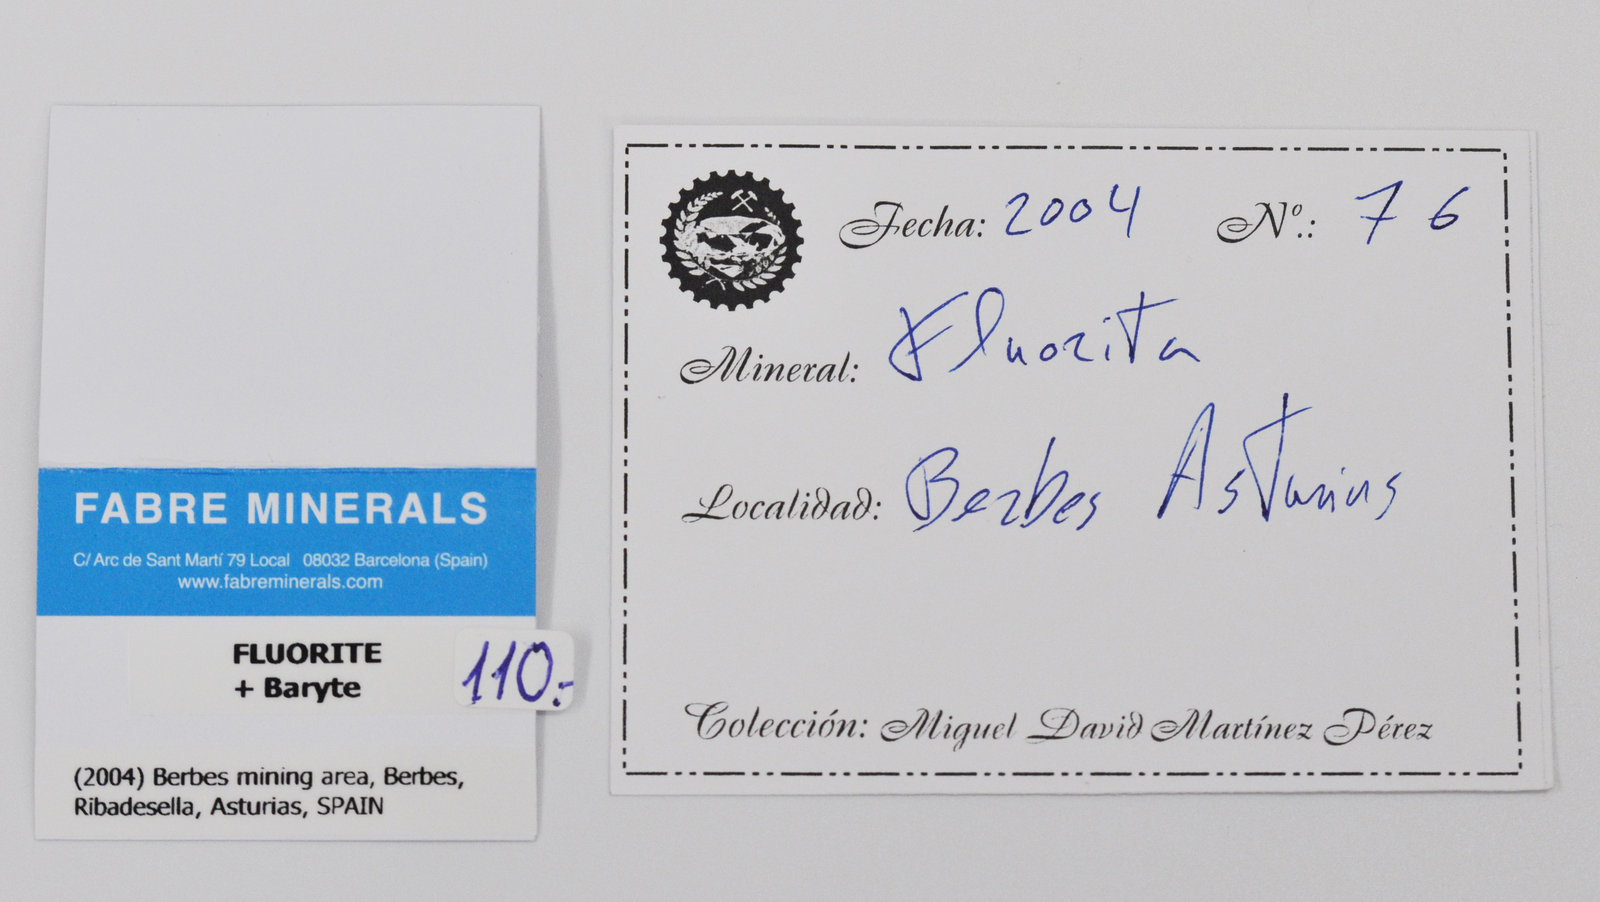 FABRE MINERALS
C/ Arc de Sant Martí 79 Local 08032 Barcelona (Spain)
www.fabreminerals.com
FLUORITE
+ Baryte
110.-
(2004) Berbes mining area, Berbes,
Ribadesella, Asturias, SPAIN
Fecha: 2004 Nº.: 76
Mineral: Fluorita
Localidad: Berbes Asturias
Colección: Miguel David Martínez Pérez